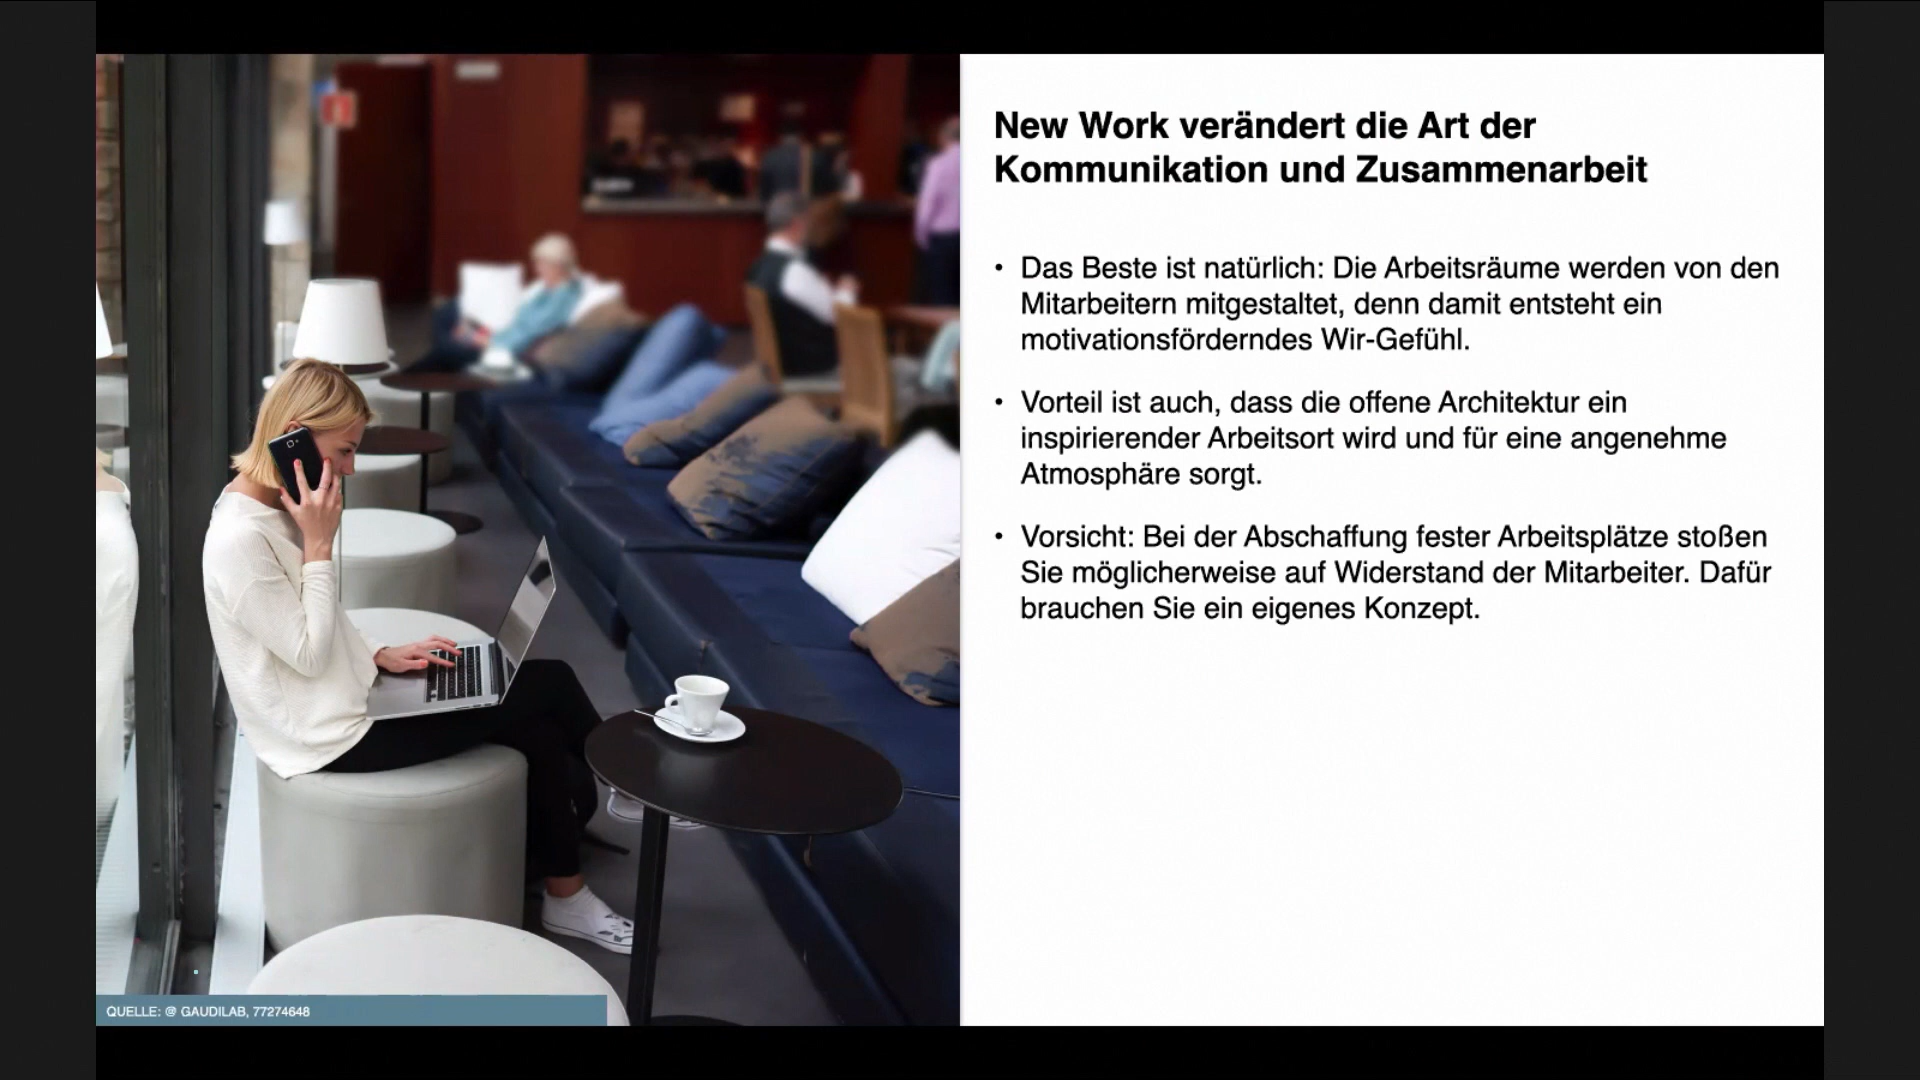 New Work verändert die Art der
Kommunikation und Zusammenarbeit
• Das Beste ist natürlich: Die Arbeitsräume werden von den
Mitarbeitern mitgestaltet, denn damit entsteht ein
motivationsförderndes Wir-Gefühl.
• Vorteil ist auch, dass die offene Architektur ein
inspirierender Arbeitsort wird und für eine angenehme
Atmosphäre sorgt.
• Vorsicht: Bei der Abschaffung fester Arbeitsplätze stoßen
Sie möglicherweise auf Widerstand der Mitarbeiter. Dafür
brauchen Sie ein eigenes Konzept.
QUELLE: @ GAUDILAB, 77274648